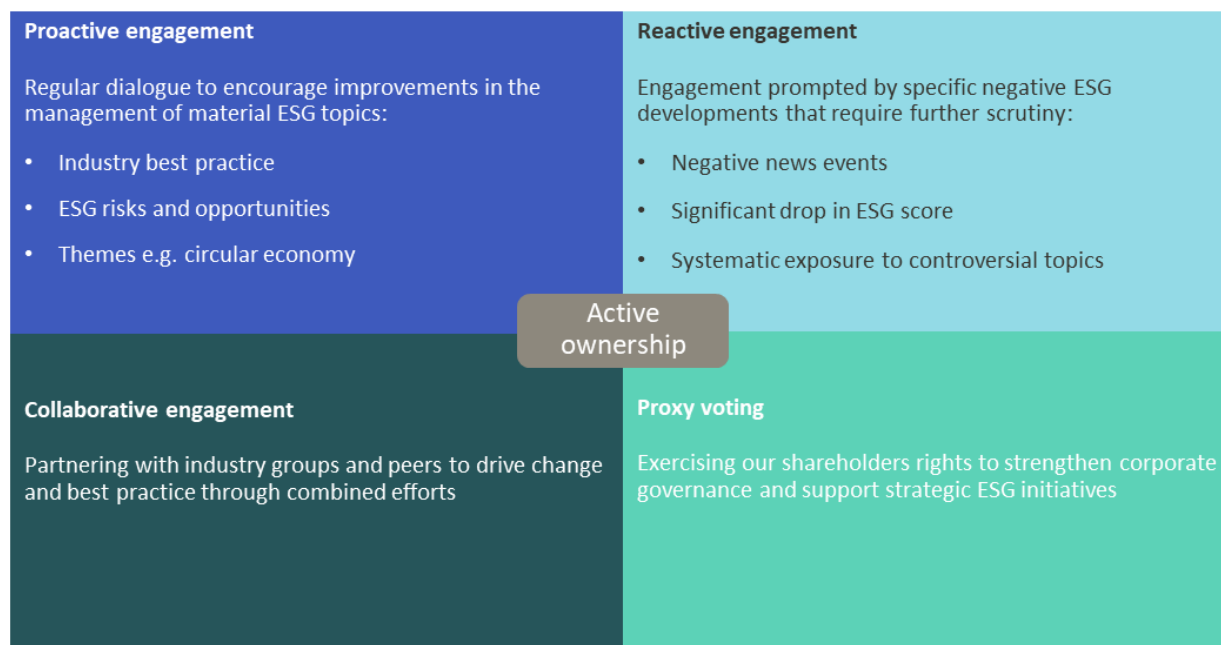 Proactive engagement
Regular dialogue to encourage improvements in the
management of material ESG topics:
• Industry best practice
• ESG risks and opportunities
• Themes e.g. circular economy
Reactive engagement
Engagement prompted by specific negative ESG
developments that require further scrutiny:
• Negative news events
• Significant drop in ESG score
• Systematic exposure to controversial topics
Active
ownership
Collaborative engagement
Partnering with industry groups and peers to drive change
and best practice through combined efforts
Proxy voting
Exercising our shareholders rights to strengthen corporate
governance and support strategic ESG initiatives